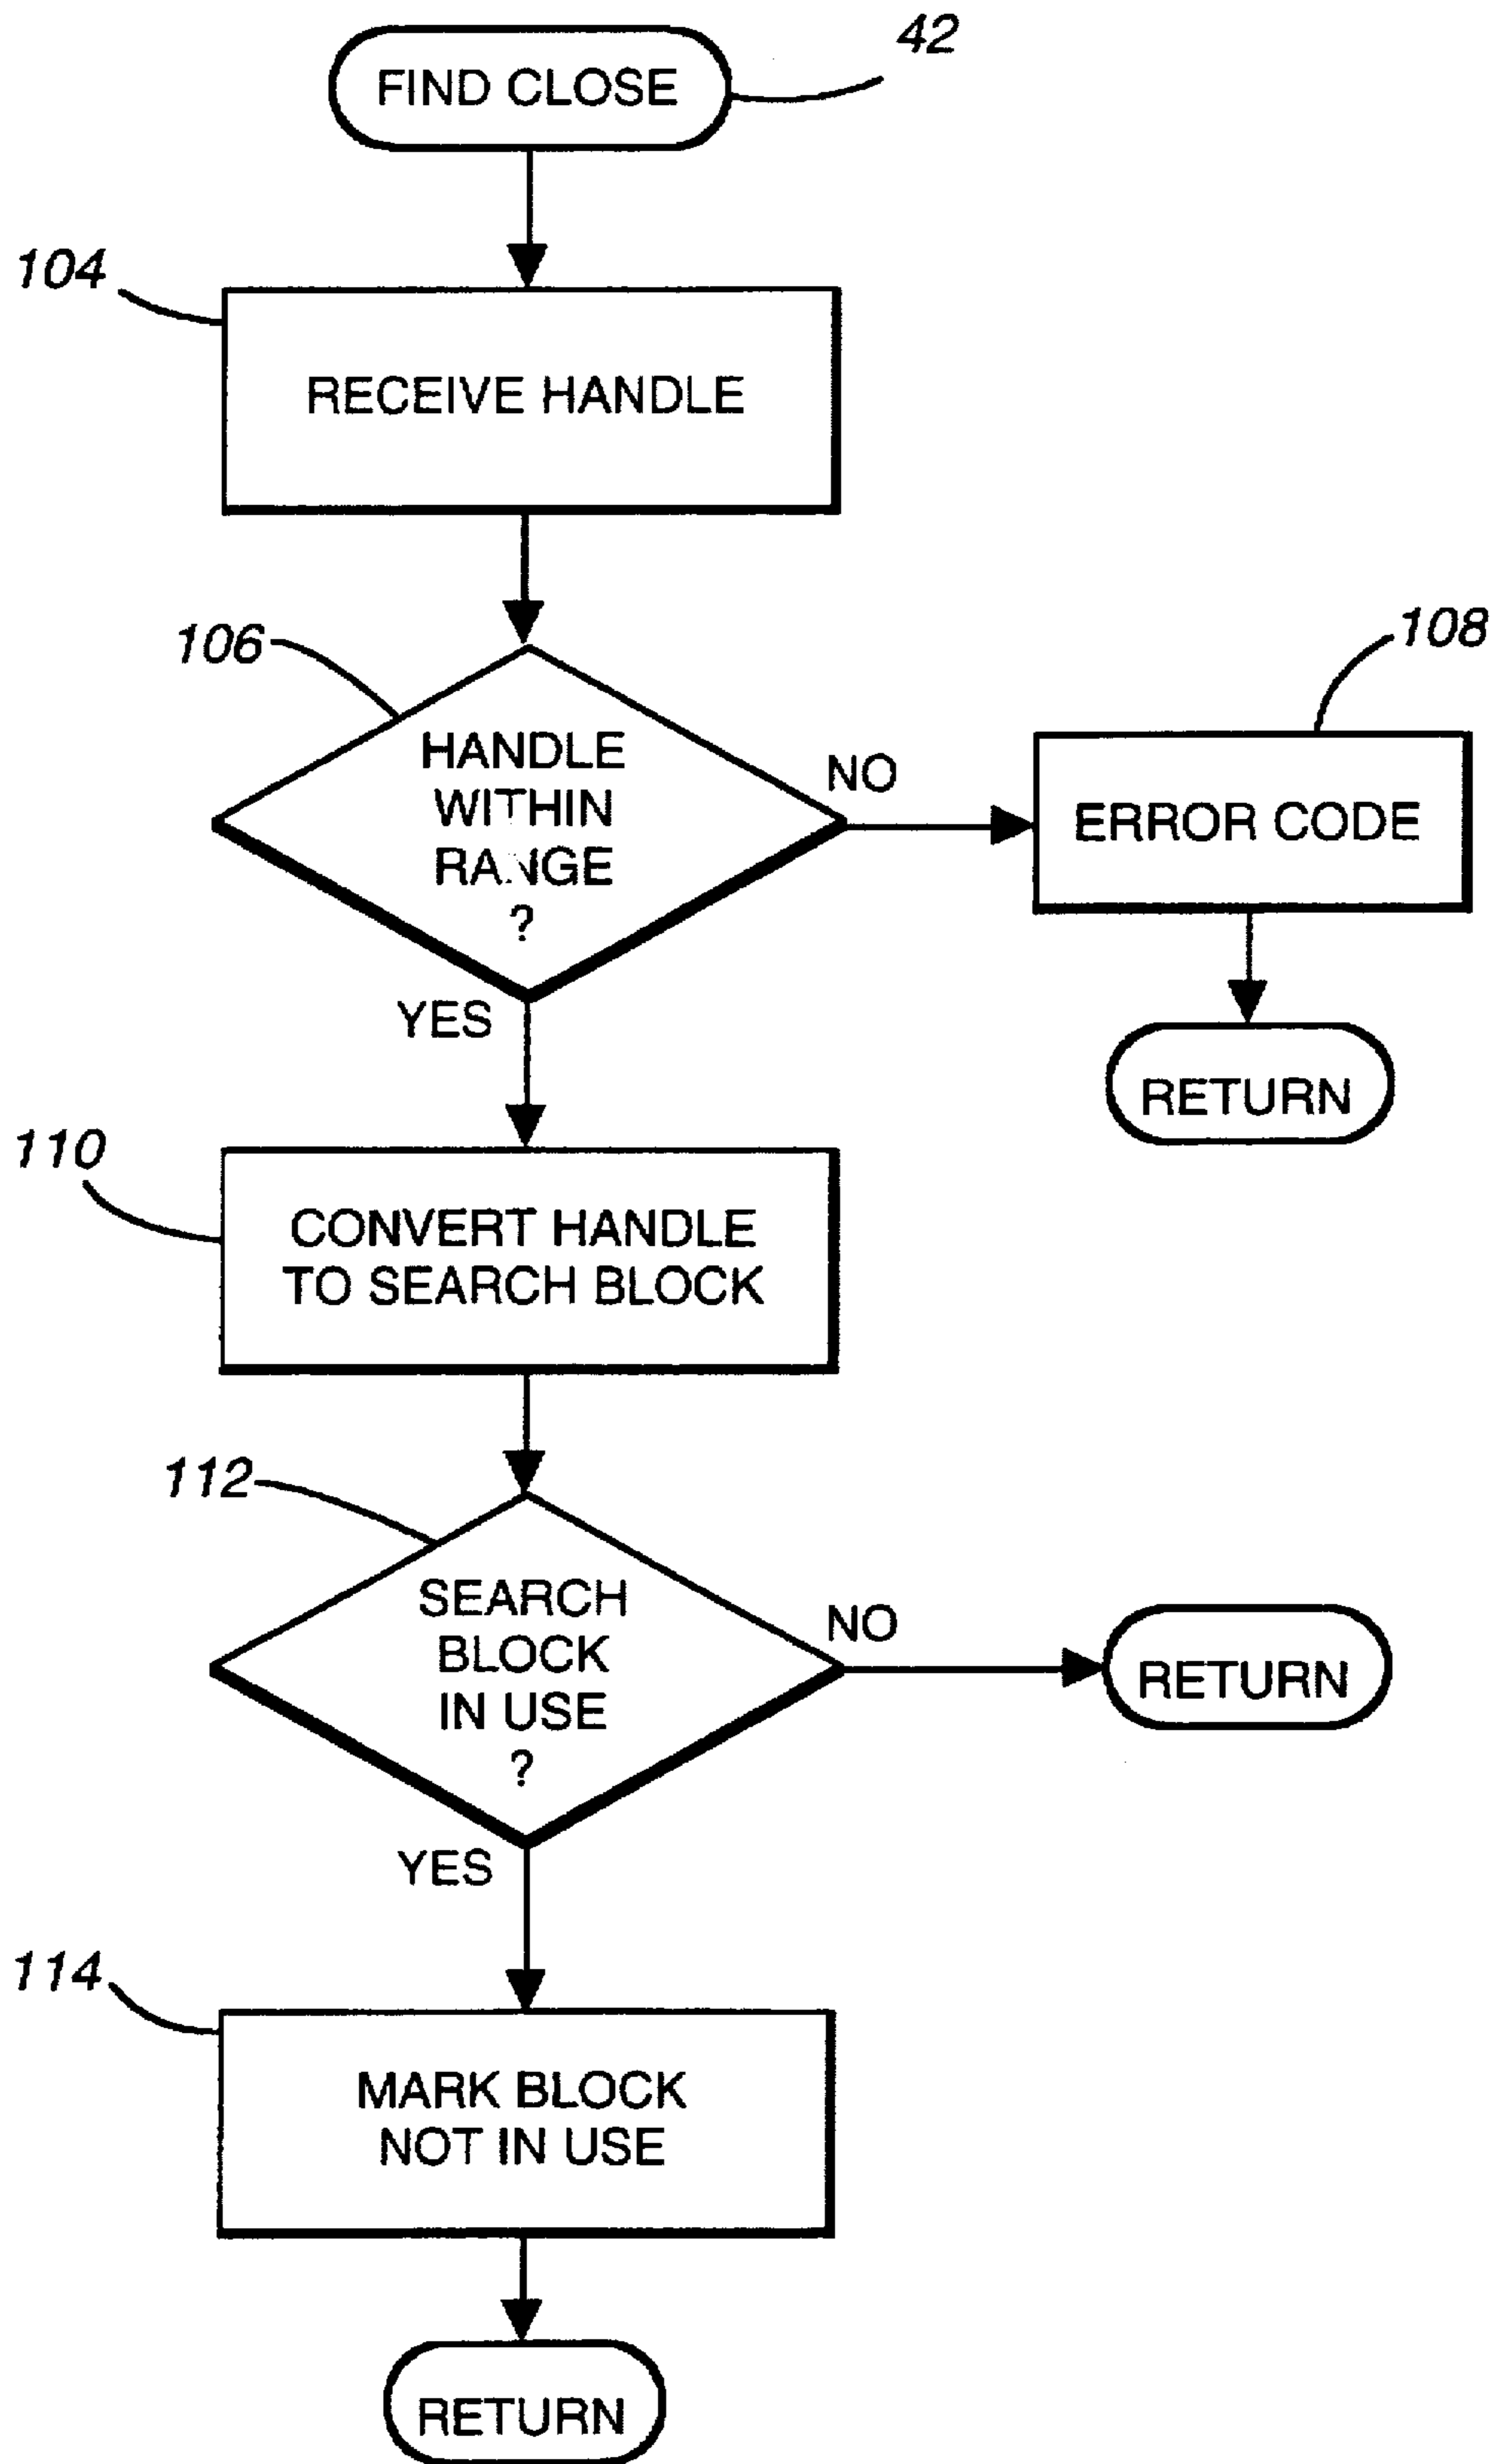 42
FIND CLOSE
104
RECEIVE HANDLE
106
108
HANDLE
WITHIN
RANGE
?
NO
ERROR CODE
YES
RETURN
110
CONVERT HANDLE
TO SEARCH BLOCK
112
SEARCH
BLOCK
IN USE
?
NO
RETURN
YES
114
MARK BLOCK
NOT IN USE
RETURN